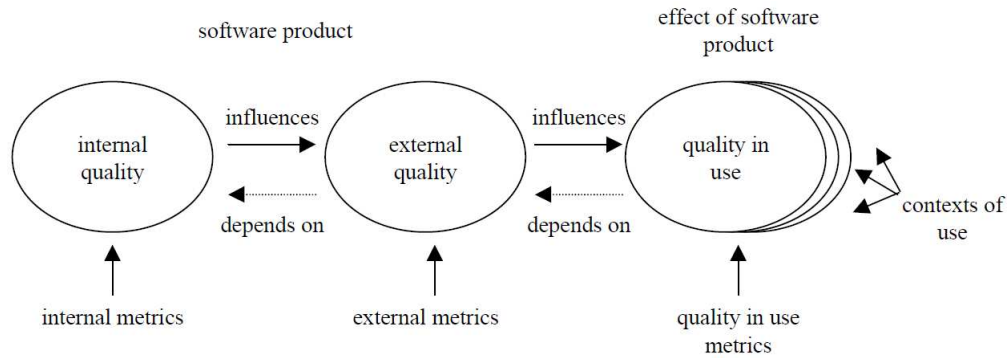 software product
effect of software
product
internal
quality
influences
depends on
external
quality
influences
depends on
quality in
use
contexts of
use
internal metrics
external metrics
quality in use
metrics